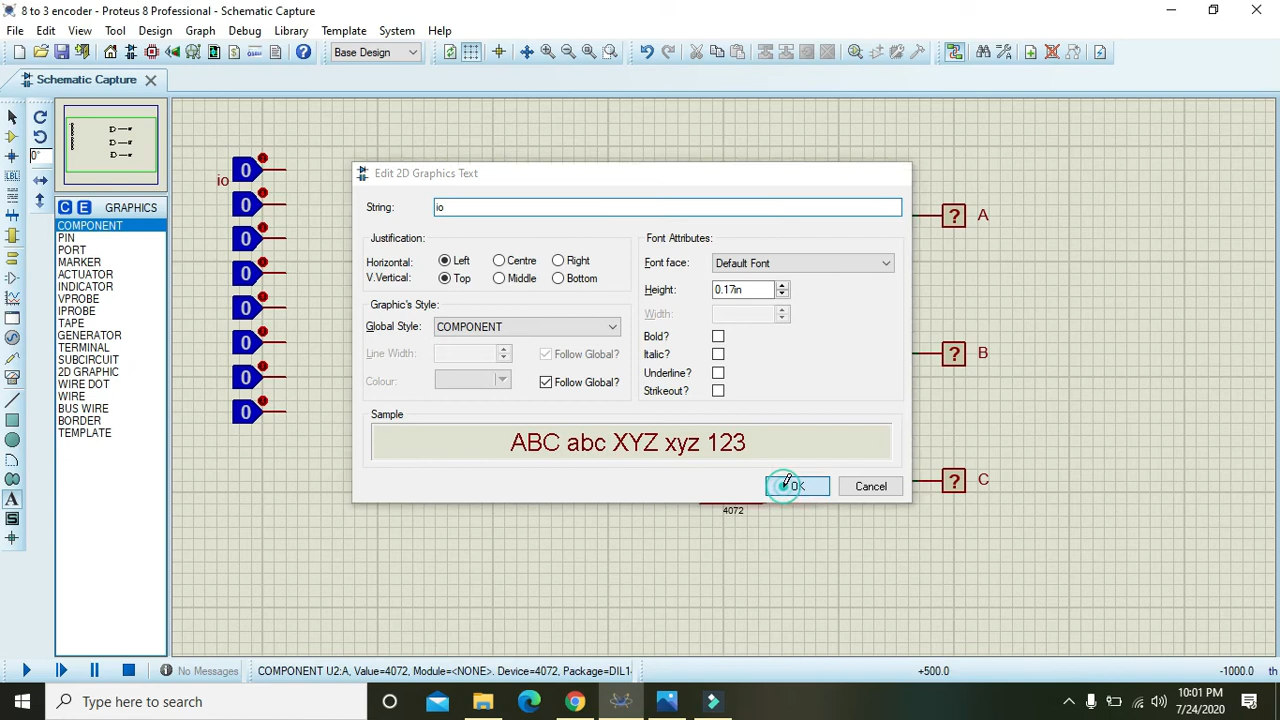 8 to 3 encoder - Proteus 8 Professional - Schematic Capture
File Edit View Tool Design Graph Debug Library Template System Help
Base Design
Schematic Capture
0°
C E GRAPHICS
COMPONENT
PIN
PORT
MARKER
ACTUATOR
INDICATOR
VPROBE
IPROBE
TAPE
GENERATOR
TERMINAL
SUBCIRCUIT
2D GRAPHIC
WIRE DOT
WIRE
BUS WIRE
BORDER
TEMPLATE
io
0
0
0
0
0
0
0
0
Edit 2D Graphics Text
String: io
Justification:
Horizontal: Left Centre Right
V.Vertical: Top Middle Bottom
Graphic's Style:
Global Style: COMPONENT
Line Width: Follow Global?
Colour: Follow Global?
Font Attributes:
Font face: Default Font
Height: 0.17in
Width:
Bold?
Italic?
Underline?
Strikeout?
Sample
ABC abc XYZ xyz 123
OK Cancel
4072
? A
? B
? C
No Messages COMPONENT U2:A, Value=4072, Module=<NONE>. Device=4072, Package=DIL1 +500.0 -1000.0 th
Type here to search
10:01 PM
7/24/2020